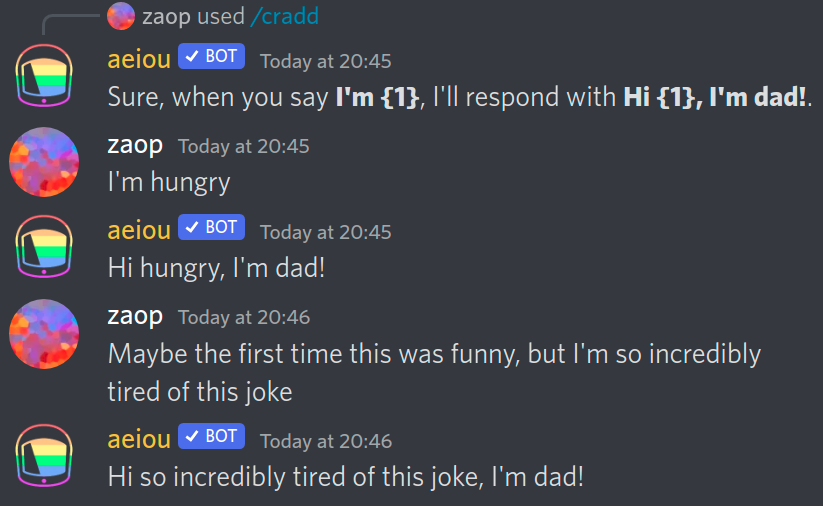 zaop used /cradd
aeiou ✓ BOT Today at 20:45
Sure, when you say I'm {1}, I'll respond with Hi {1}, I'm dad!.
zaop Today at 20:45
I'm hungry
aeiou ✓ BOT Today at 20:45
Hi hungry, I'm dad!
zaop Today at 20:46
Maybe the first time this was funny, but I'm so incredibly
tired of this joke
aeiou ✓ BOT Today at 20:46
Hi so incredibly tired of this joke, I'm dad!